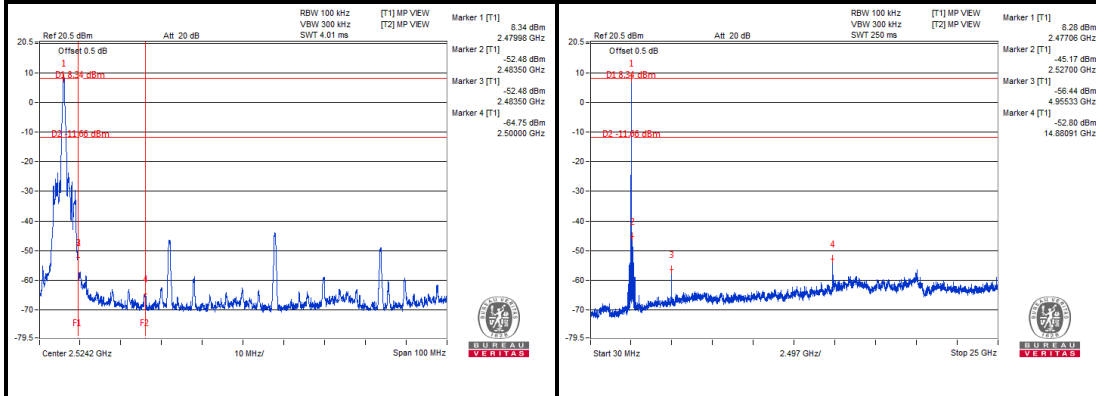 RBW 100 kHz [T1] MP VIEW
VBW 300 kHz [T2] MP VIEW
Ref 20.5 dBm Att 20 dB SWT 4.01 ms
Offset 0.5 dB
20.5
10
0
-10
-20
-30
-40
-50
-60
-70
-79.5
1
D1 8.34 dBm
D2 -11.66 dBm
3
4
F1
F2
Center 2.5242 GHz 10 MHz/ Span 100 MHz
Marker 1 [T1]
8.34 dBm
2.47998 GHz
Marker 2 [T1]
-52.48 dBm
2.48350 GHz
Marker 3 [T1]
-52.48 dBm
2.48350 GHz
Marker 4 [T1]
-64.75 dBm
2.50000 GHz
BUREAU VERITAS
1828
BUREAU
VERITAS
RBW 100 kHz [T1] MP VIEW
VBW 300 kHz [T2] MP VIEW
Ref 20.5 dBm Att 20 dB SWT 250 ms
Offset 0.5 dB
20.5
10
0
-10
-20
-30
-40
-50
-60
-70
-79.5
1
D1 8.34 dBm
D2 -11.66 dBm
2
3
4
Start 30 MHz 2.497 GHz/ Stop 25 GHz
Marker 1 [T1]
8.28 dBm
2.47706 GHz
Marker 2 [T1]
-45.17 dBm
2.52700 GHz
Marker 3 [T1]
-56.44 dBm
4.95533 GHz
Marker 4 [T1]
-52.80 dBm
14.88091 GHz
BUREAU VERITAS
1828
BUREAU
VERITAS